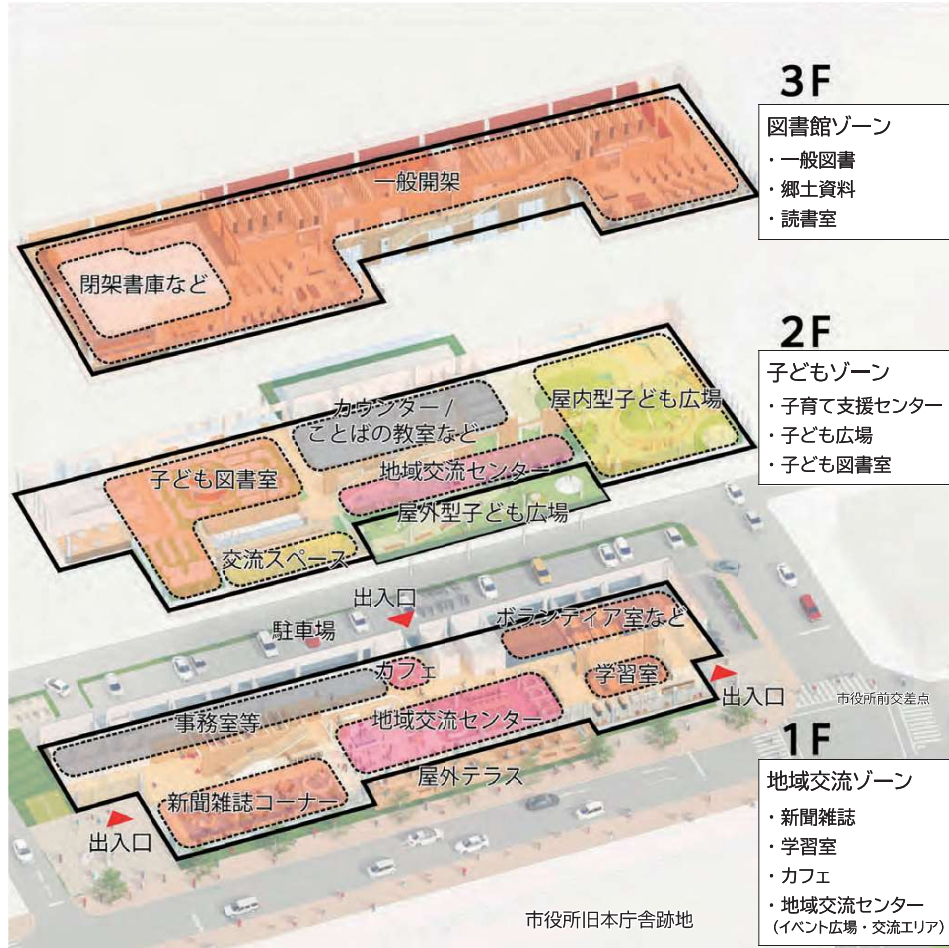 3F
図書館ゾーン
・一般図書
・郷土資料
・読書室
一般開架
閉架書庫など
2F
子どもゾーン
・子育て支援センター
・子ども広場
・子ども図書室
屋内型子ども広場
カウンター/
ことばの教室など
子ども図書室
地域交流センター
屋外型子ども広場
交流スペース
出入口
駐車場
ボランティア室など
カフェ
学習室
出入口
市役所前交差点
事務室等
地域交流センター
屋外テラス
新聞雑誌コーナー
出入口
1F
地域交流ゾーン
・新聞雑誌
・学習室
・カフェ
・地域交流センター
(イベント広場・交流エリア)
市役所旧本庁舎跡地